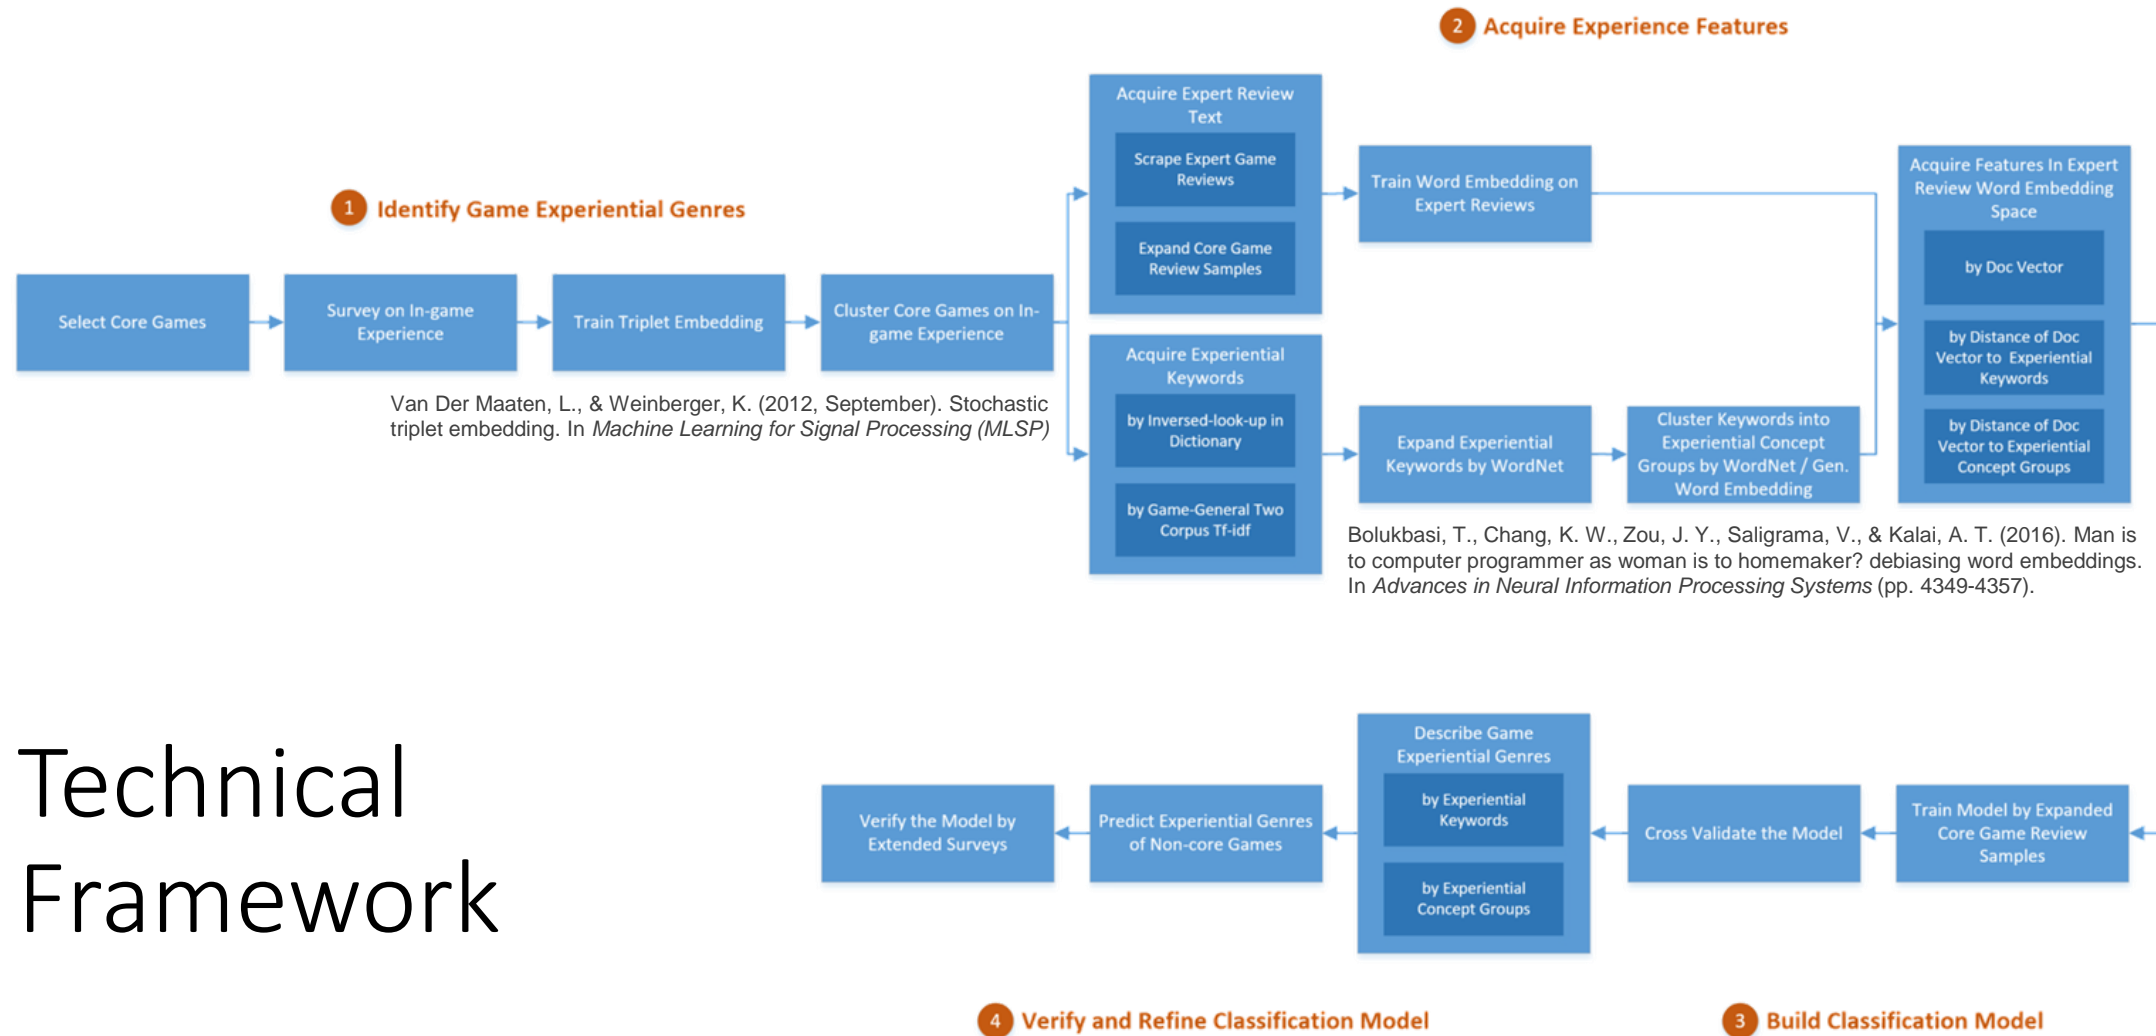 2 Acquire Experience Features
1 Identify Game Experiential Genres
Select Core Games
Survey on In-game
Experience
Train Triplet Embedding
Cluster Core Games on In-
game Experience
Van Der Maaten, L., & Weinberger, K. (2012, September). Stochastic
triplet embedding. In Machine Learning for Signal Processing (MLSP)
Acquire Expert Review
Text
Scrape Expert Game
Reviews
Expand Core Game
Review Samples
Acquire Experiential
Keywords
by Inversed-look-up in
Dictionary
by Game-General Two
Corpus Tf-idf
Train Word Embedding on
Expert Reviews
Expand Experiential
Keywords by WordNet
Cluster Keywords into
Experiential Concept
Groups by WordNet / Gen.
Word Embedding
Acquire Features In Expert
Review Word Embedding
Space
by Doc Vector
by Distance of Doc
Vector to Experiential
Keywords
by Distance of Doc
Vector to Experiential
Concept Groups
Bolukbasi, T., Chang, K. W., Zou, J. Y., Saligrama, V., & Kalai, A. T. (2016). Man is
to computer programmer as woman is to homemaker? debiasing word embeddings.
In Advances in Neural Information Processing Systems (pp. 4349-4357).
Technical
Framework
Verify the Model by
Extended Surveys
Predict Experiential Genres
of Non-core Games
Describe Game
Experiential Genres
by Experiential
Keywords
by Experiential
Concept Groups
Cross Validate the Model
Train Model by Expanded
Core Game Review
Samples
4 Verify and Refine Classification Model
3 Build Classification Model